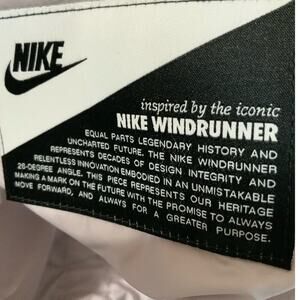 NIKE
inspired by the iconic
NIKE WINDRUNNER
EQUAL PARTS LEGENDARY HISTORY AND
UNCHARTED FUTURE. THE NIKE WINDRUNNER
REPRESENTS DECADES OF DESIGN INTEGRITY AND
RELENTLESS INNOVATION EMBODIED IN AN UNMISTAKABLE
26-DEGREE ANGLE. THIS PIECE REPRESENTS OUR HERITAGE
MAKING A MARK ON THE FUTURE WITH THE PROMISE TO ALWAYS
MOVE FORWARD, AND ALWAYS FOR A GREATER PURPOSE.